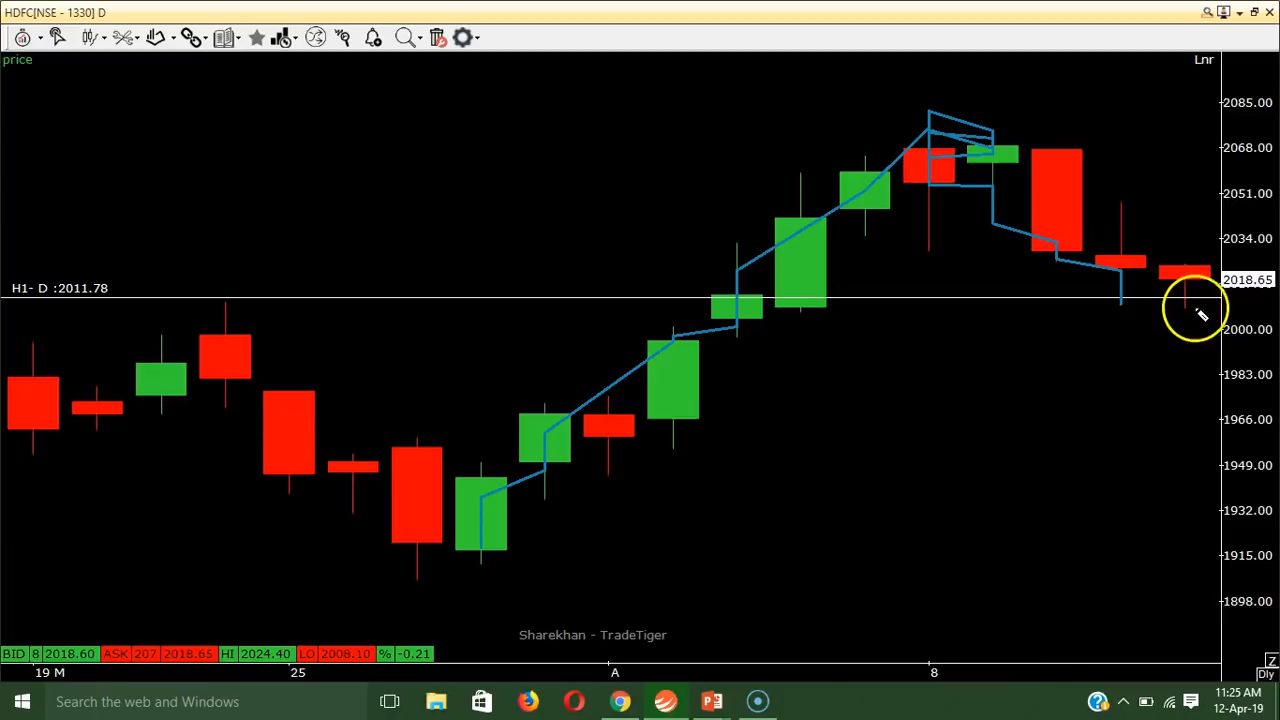 HDFC[NSE - 1330] D
price
Lnr
2085.00
2068.00
2051.00
2034.00
2018.65
H1- D :2011.78
2000.00
1983.00
1966.00
1949.00
1932.00
1915.00
1898.00
Sharekhan - TradeTiger
BID 8 2018.60 ASK 207 2018.65 HI 2024.40 LO 2008.10 % -0.21
19 M 25 A 8
Z
Dly
Search the web and Windows
11:25 AM
12-Apr-19